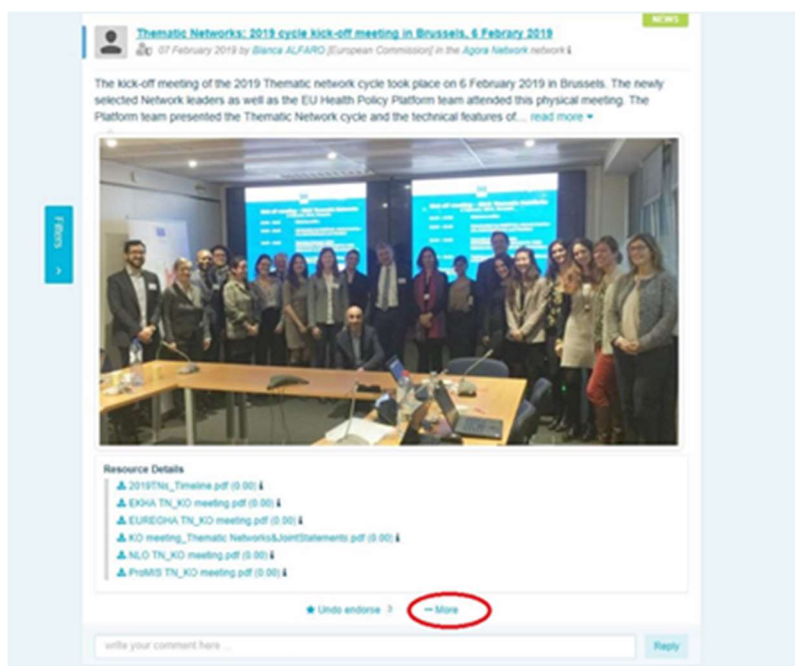 NEWS
Thematic Networks: 2019 cycle kick-off meeting in Brussels, 6 Febrary 2019
07 February 2019 by Bianca ALFARO [European Commission] in the Agora Network network
The kick-off meeting of the 2019 Thematic network cycle took place on 6 February 2019 in Brussels. The newly
selected Network leaders as well as the EU Health Policy Platform team attended this physical meeting. The
Platform team presented the Thematic Network cycle and the technical features of... read more
Filters
Resource Details
2019TNs_Timeline.pdf (0.00)
EKHA TN_KO meeting.pdf (0.00)
EUREGHA TN_KO meeting.pdf (0.00)
KO meeting_Thematic Networks&JointStatements.pdf (0.00)
NLO TN_KO meeting.pdf (0.00)
ProMIS TN_KO meeting.pdf (0.00)
Undo endorse 3 More
write your comment here ...
Reply